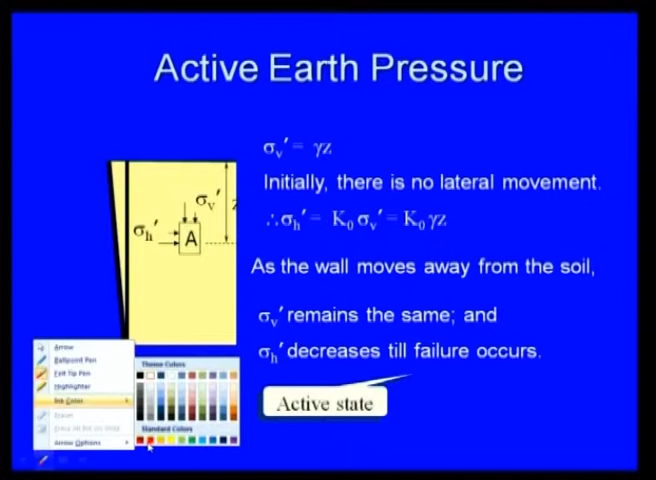 Active Earth Pressure
σv′ = γz
Initially, there is no lateral movement.
∴σh′ = K0 σv′ = K0 γz
As the wall moves away from the soil,
σv′ remains the same; and
σh′ decreases till failure occurs.
Active state
σv′
z
σh′
A
Arrow
Ballpoint Pen
Felt Tip Pen
Highlighter
Ink Color
Eraser
Arrow Options
Theme Colors
Standard Colors